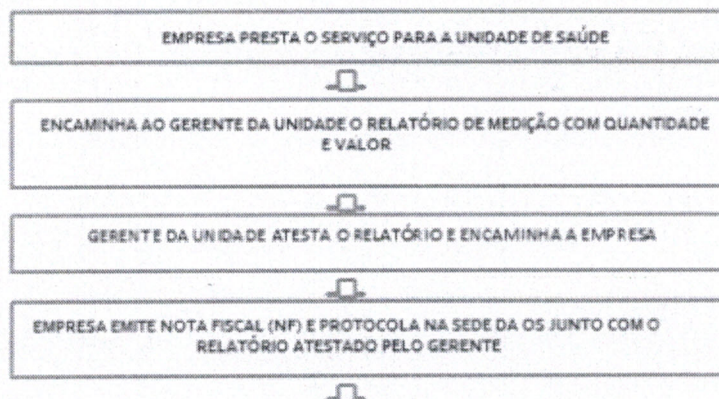 EMPRESA PRESTA O SERVIÇO PARA A UNIDADE DE SAÚDE
ENCAMINHA AO GERENTE DA UNIDADE O RELATÓRIO DE MEDIÇÃO COM QUANTIDADE
E VALOR
GERENTE DA UNIDADE ATESTA O RELATÓRIO E ENCAMINHA A EMPRESA
EMPRESA EMITE NOTA FISCAL (NF) E PROTOCOLA NA SEDE DA OS JUNTO COM O
RELATÓRIO ATESTADO PELO GERENTE